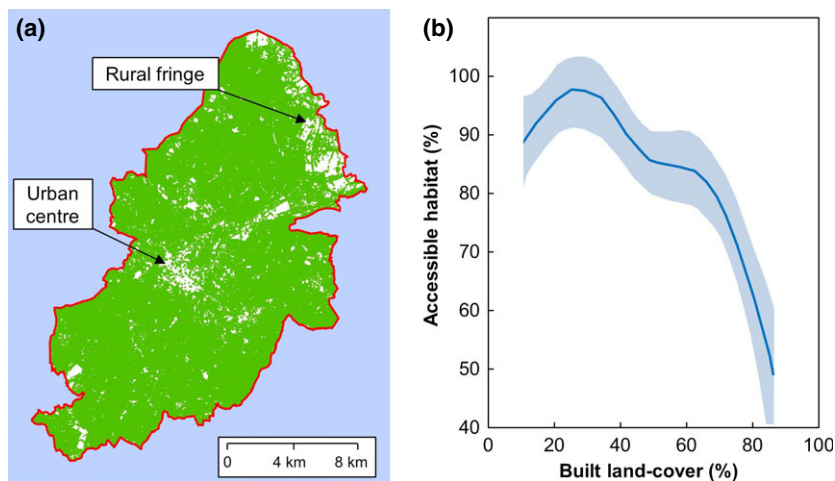 (a)
Rural fringe
Urban
centre
0 4 km 8 km
(b)
Accessible habitat (%)
100
90
80
70
60
50
40
0 20 40 60 80 100
Built land-cover (%)